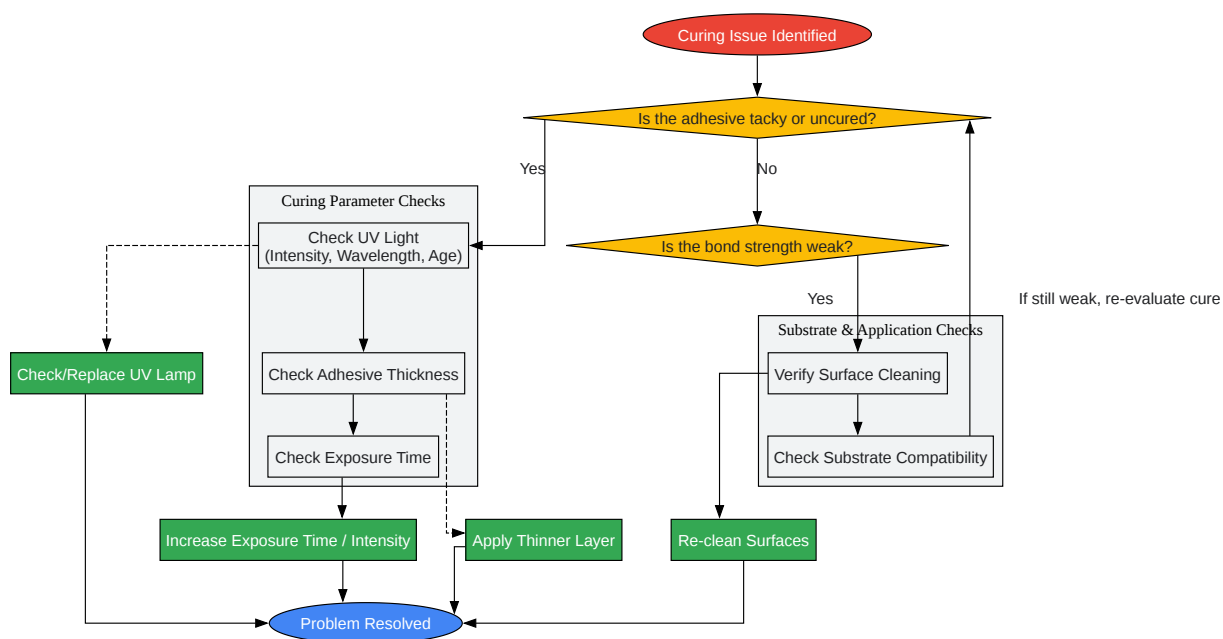 Curing Issue Identified
Is the adhesive tacky or uncured?
Yes
No
Curing Parameter Checks
Check UV Light
(Intensity, Wavelength, Age)
Is the bond strength weak?
Yes
If still weak, re-evaluate cure
Substrate & Application Checks
Check/Replace UV Lamp
Check Adhesive Thickness
Verify Surface Cleaning
Check Exposure Time
Check Substrate Compatibility
Increase Exposure Time / Intensity
Apply Thinner Layer
Re-clean Surfaces
Problem Resolved